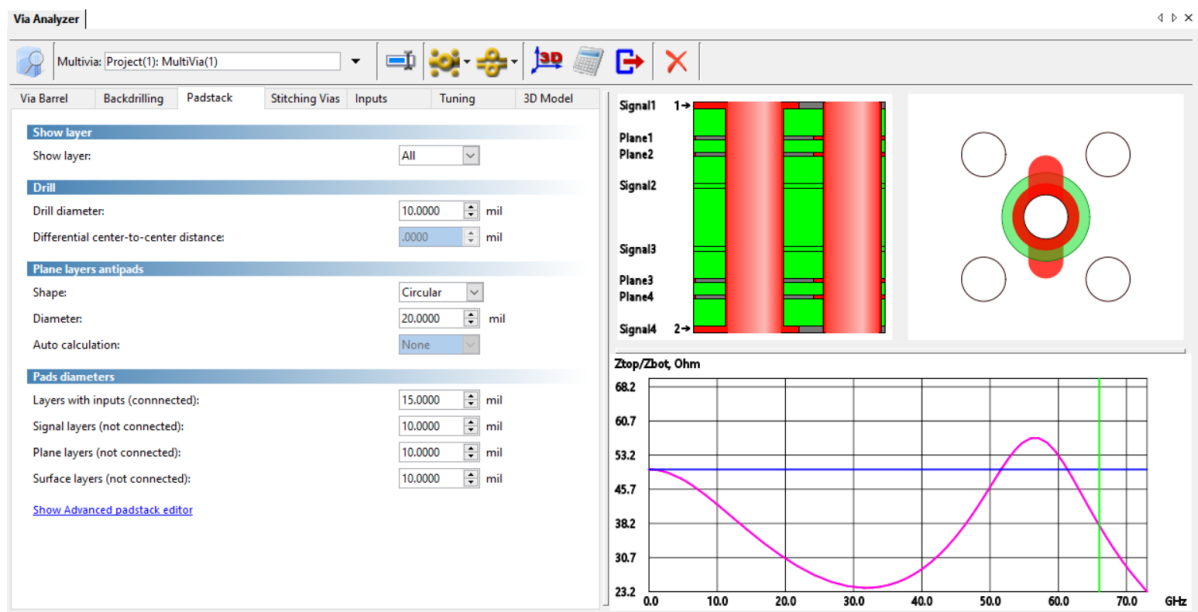 Via Analyzer
Multivia: Project(1): MultiVia(1)
3D
Via Barrel Backdrilling Padstack Stitching Vias Inputs Tuning 3D Model
Show layer
Show layer: All
Drill
Drill diameter: 10.0000 mil
Differential center-to-center distance: .0000 mil
Plane layers antipads
Shape: Circular
Diameter: 20.0000 mil
Auto calculation: None
Pads diameters
Layers with inputs (connnected): 15.0000 mil
Signal layers (not connected): 10.0000 mil
Plane layers (not connected): 10.0000 mil
Surface layers (not connected): 10.0000 mil
Show Advanced padstack editor
Signal1 1→
Plane1
Plane2
Signal2
Signal3
Plane3
Plane4
Signal4 2→
Ztop/Zbot, Ohm
68.2
60.7
53.2
45.7
38.2
30.7
23.2
0.0 10.0 20.0 30.0 40.0 50.0 60.0 70.0 GHz